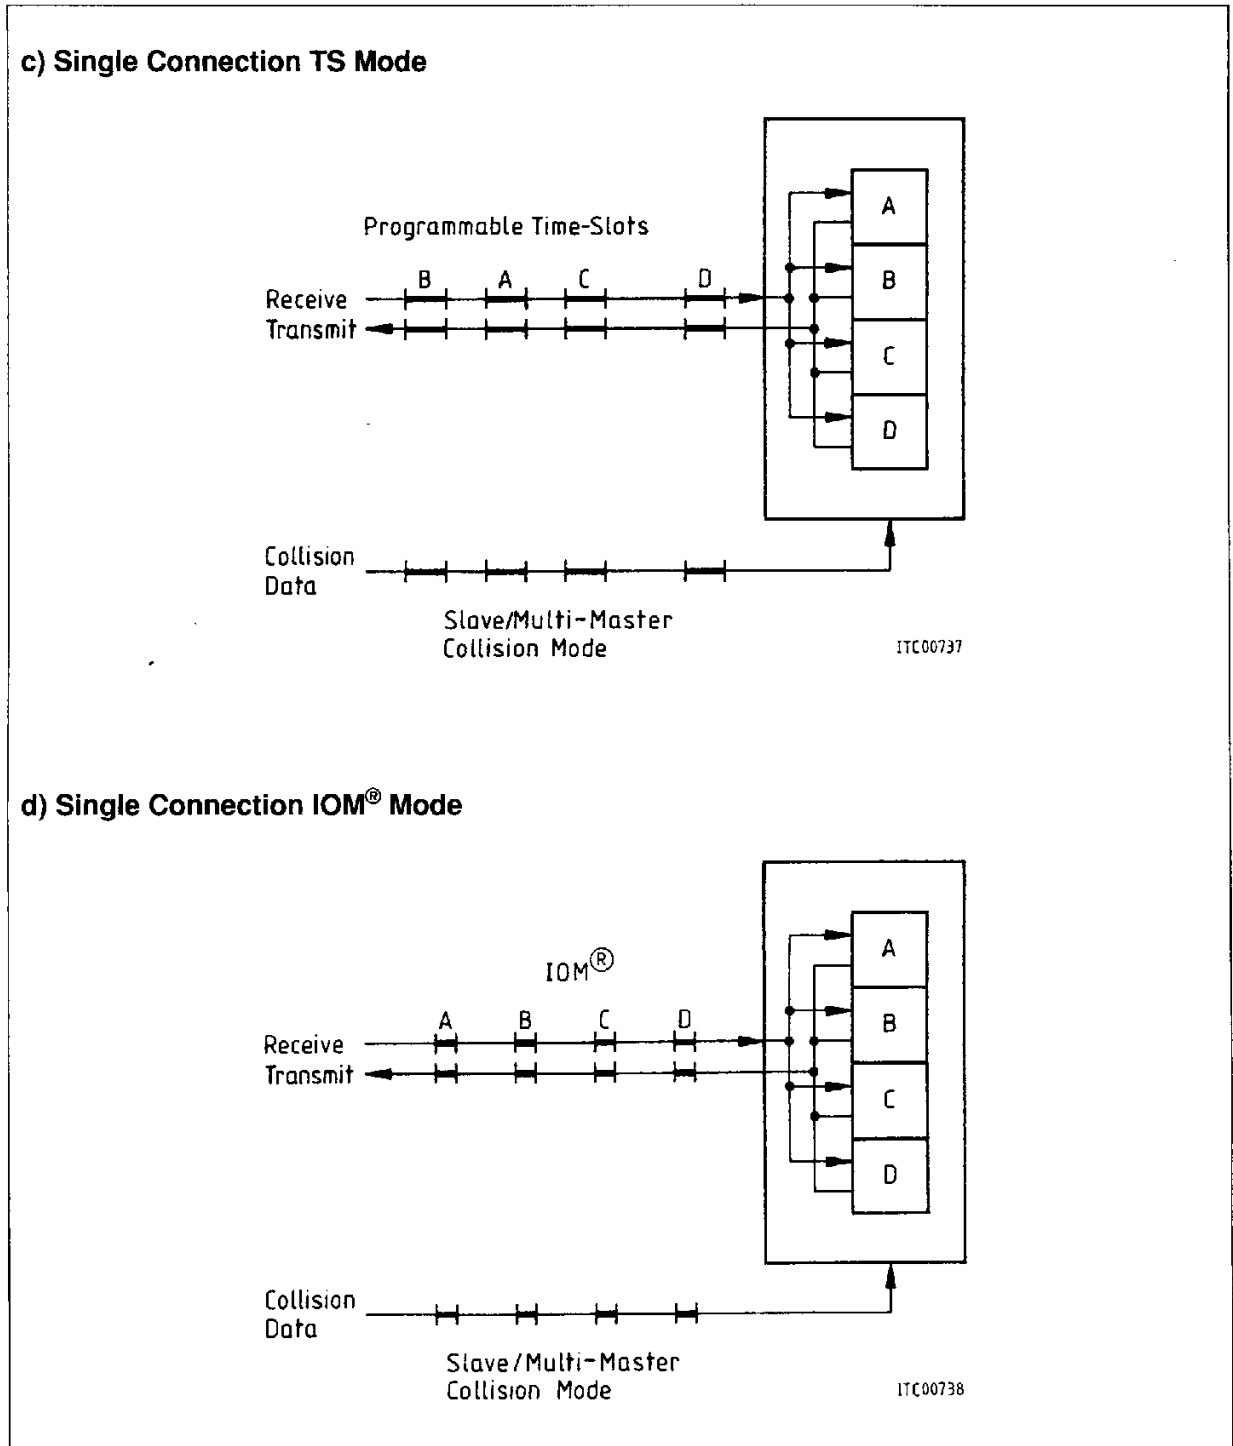 c) Single Connection TS Mode
Programmable Time-Slots
B A C D
Receive
Transmit
A
B
C
D
Collision
Data
Slave/Multi-Master
Collision Mode
ITC00737
d) Single Connection IOM® Mode
IOM®
A B C D
Receive
Transmit
A
B
C
D
Collision
Data
Slave/Multi-Master
Collision Mode
ITC00738